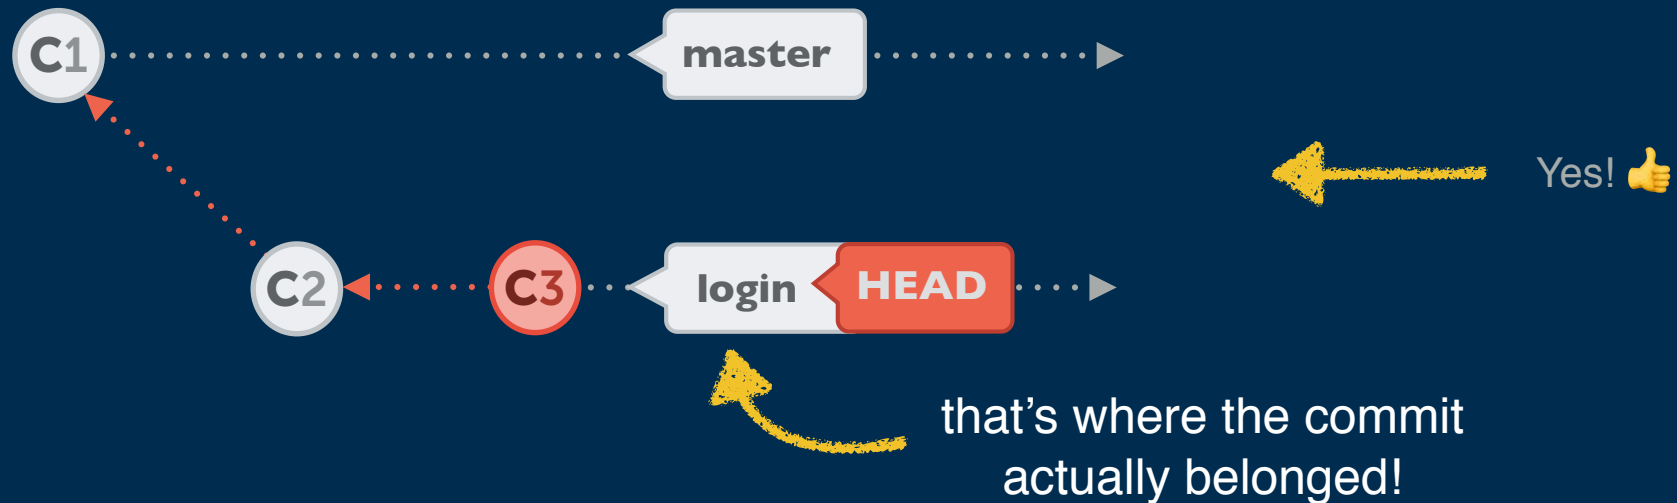 C1
master
Yes! 👍
C2
C3
login
HEAD
that's where the commit
actually belonged!